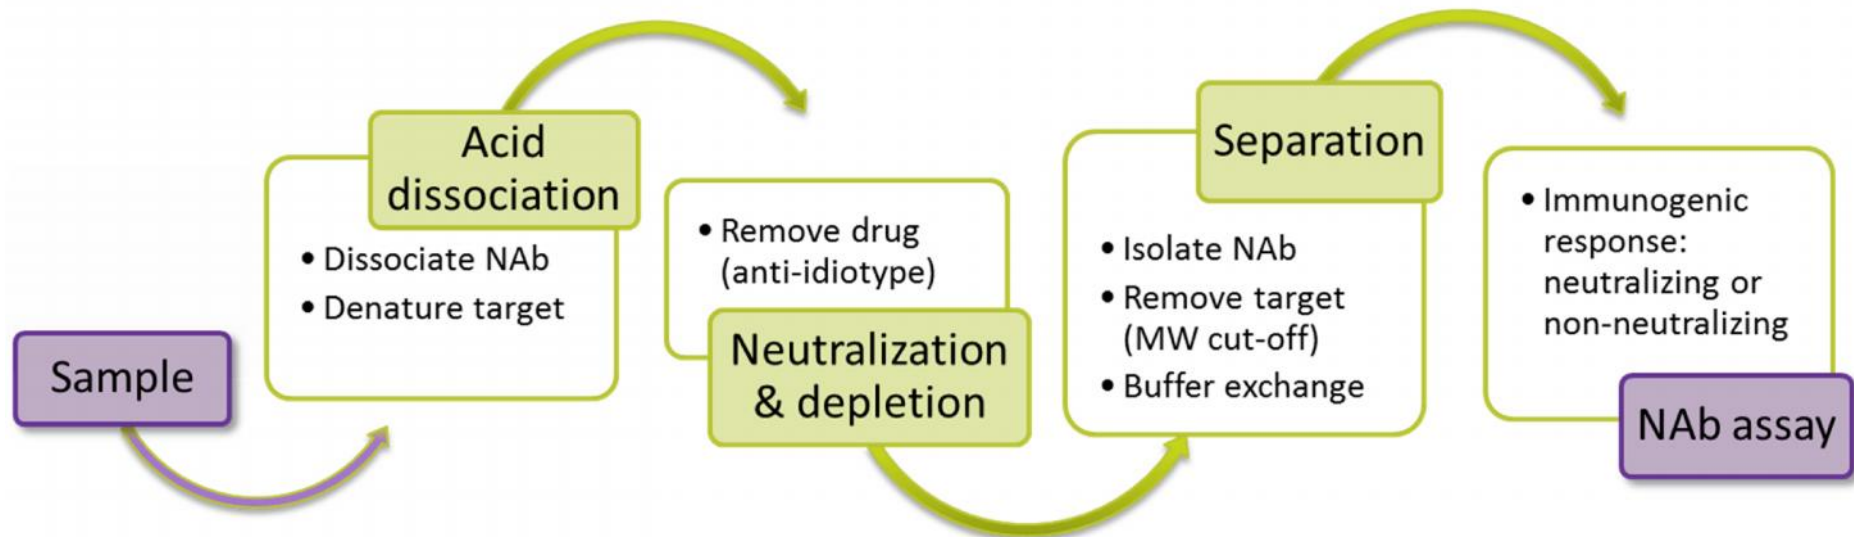 Sample
Acid
dissociation
• Dissociate NAb
• Denature target
• Remove drug
(anti-idiotype)
Neutralization
& depletion
Separation
• Isolate NAb
• Remove target
(MW cut-off)
• Buffer exchange
• Immunogenic
response:
neutralizing or
non-neutralizing
NAb assay